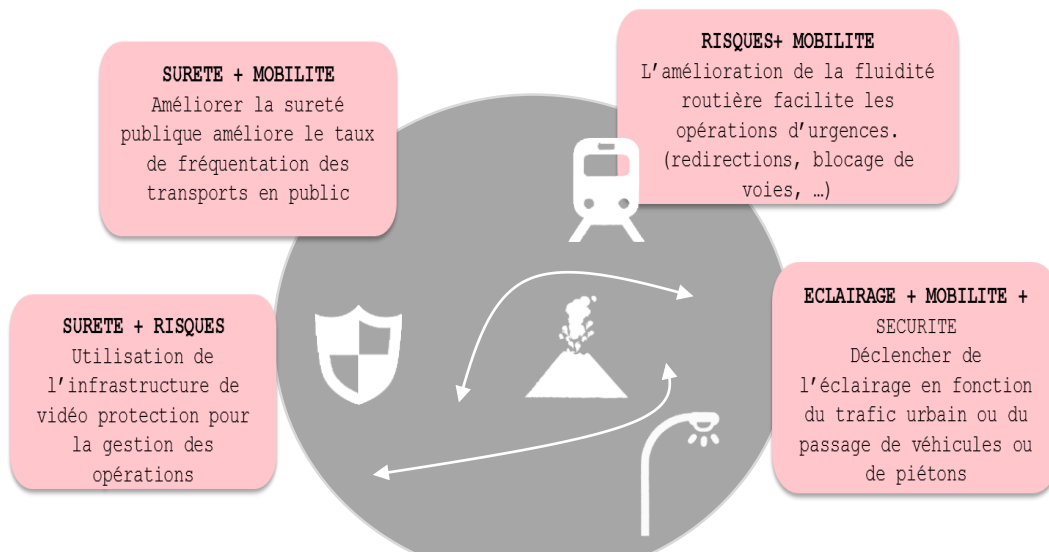 SURETE + MOBILITE
Améliorer la sureté
publique améliore le taux
de fréquentation des
transports en public
RISQUES+ MOBILITE
L'amélioration de la fluidité
routière facilite les
opérations d'urgences.
(redirections, blocage de
voies, …)
SURETE + RISQUES
Utilisation de
l'infrastructure de
vidéo protection pour
la gestion des
opérations
ECLAIRAGE + MOBILITE +
SECURITE
Déclencher de
l'éclairage en fonction
du trafic urbain ou du
passage de véhicules ou
de piétons